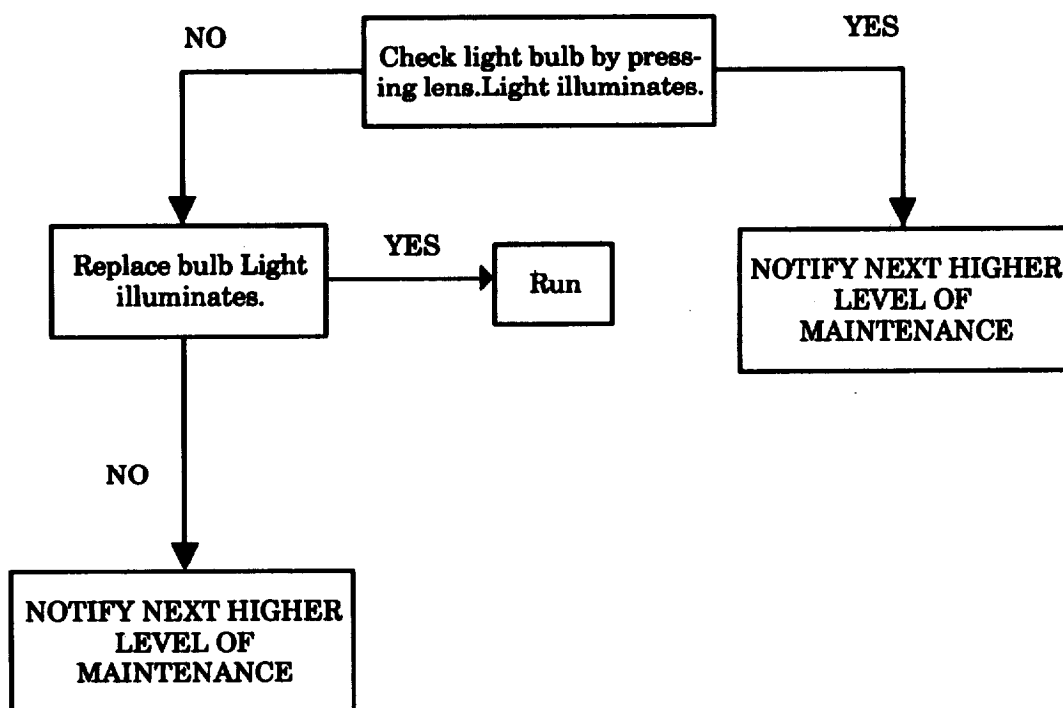 NO
YES
Check light bulb by press-
ing lens.Light illuminates.
Replace bulb Light
illuminates.
YES
Run
NOTIFY NEXT HIGHER
LEVEL OF
MAINTENANCE
NO
NOTIFY NEXT HIGHER
LEVEL OF
MAINTENANCE